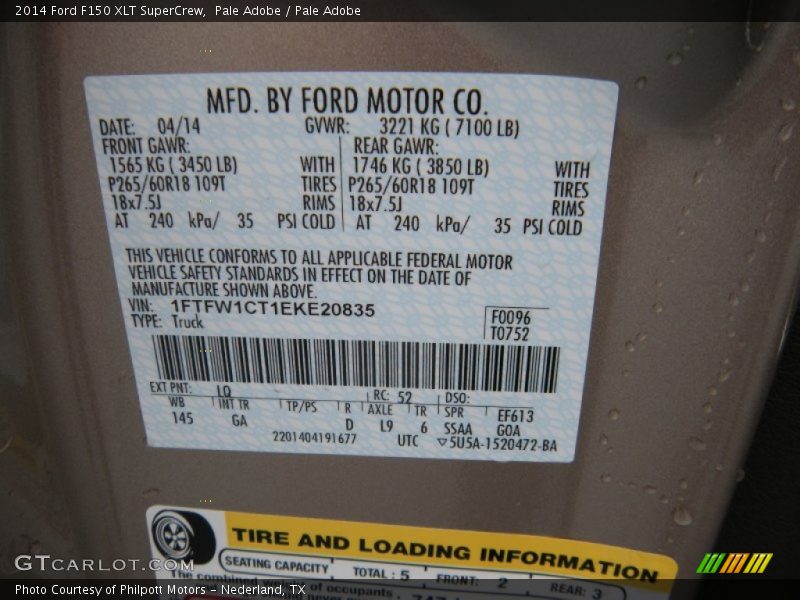 2014 Ford F150 XLT SuperCrew, Pale Adobe / Pale Adobe
MFD. BY FORD MOTOR CO.
DATE: 04/14 GVWR: 3221 KG ( 7100 LB)
FRONT GAWR: REAR GAWR:
1565 KG ( 3450 LB) WITH 1746 KG ( 3850 LB) WITH
P265/60R18 109T TIRES P265/60R18 109T TIRES
18x7.5J RIMS 18x7.5J RIMS
AT 240 kPa/ 35 PSI COLD AT 240 kPa/ 35 PSI COLD
THIS VEHICLE CONFORMS TO ALL APPLICABLE FEDERAL MOTOR
VEHICLE SAFETY STANDARDS IN EFFECT ON THE DATE OF
MANUFACTURE SHOWN ABOVE.
VIN: 1FTFW1CT1EKE20835 F0096
TYPE: Truck T0752
EXT PNT: LQ RC: 52 DSO:
WB INT TR TP/PS R AXLE TR SPR EF613
145 GA D L9 6 SSAA GOA
2201404191677 UTC ▽5U5A-1520472-BA
TIRE AND LOADING INFORMATION
SEATING CAPACITY TOTAL : 5 FRONT: 2 REAR: 3
The combined weight of occupants
GTCARLOT.COM
Photo Courtesy of Philpott Motors - Nederland, TX